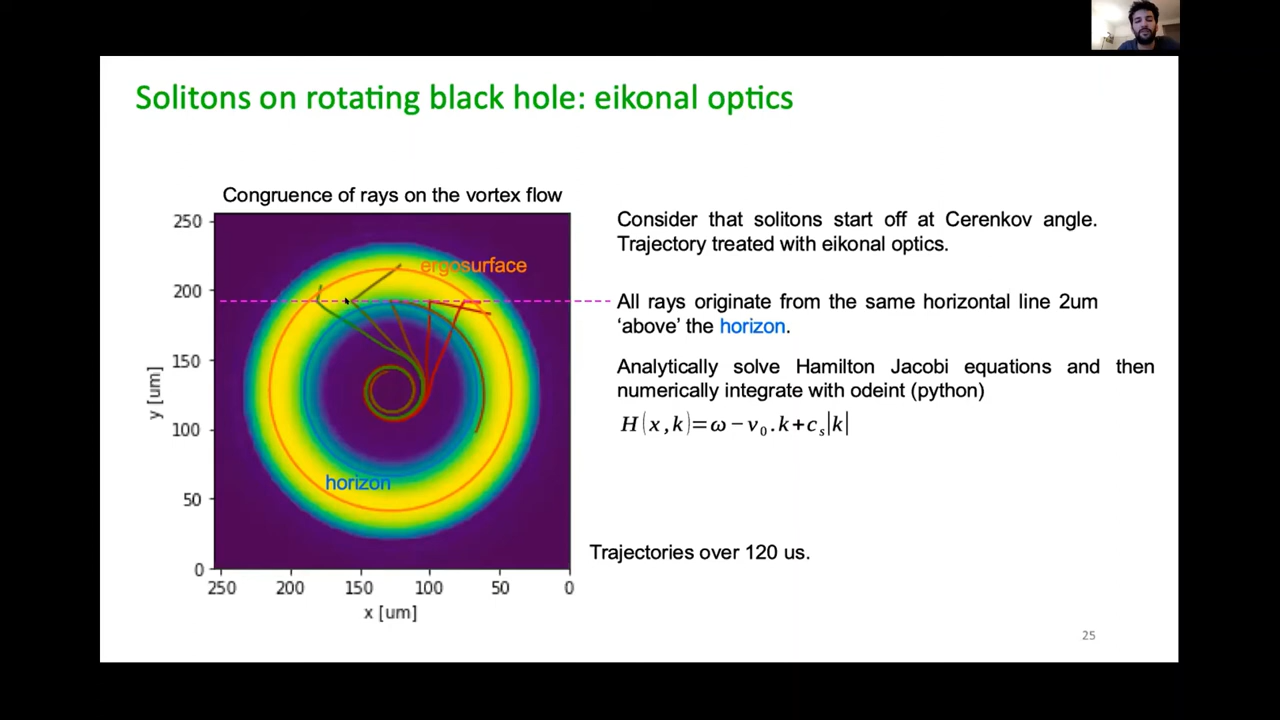 Solitons on rotating black hole: eikonal optics
Congruence of rays on the vortex flow
250
200
150
100
50
0
y [um]
ergosurface
horizon
250
200
150
100
50
0
x [um]
Consider that solitons start off at Cerenkov angle.
Trajectory treated with eikonal optics.
All rays originate from the same horizontal line 2um
‘above’ the horizon.
Analytically solve Hamilton Jacobi equations and then
numerically integrate with odeint (python)
H(x,k)=ω−v₀.k+cₛ|k|
Trajectories over 120 us.
25